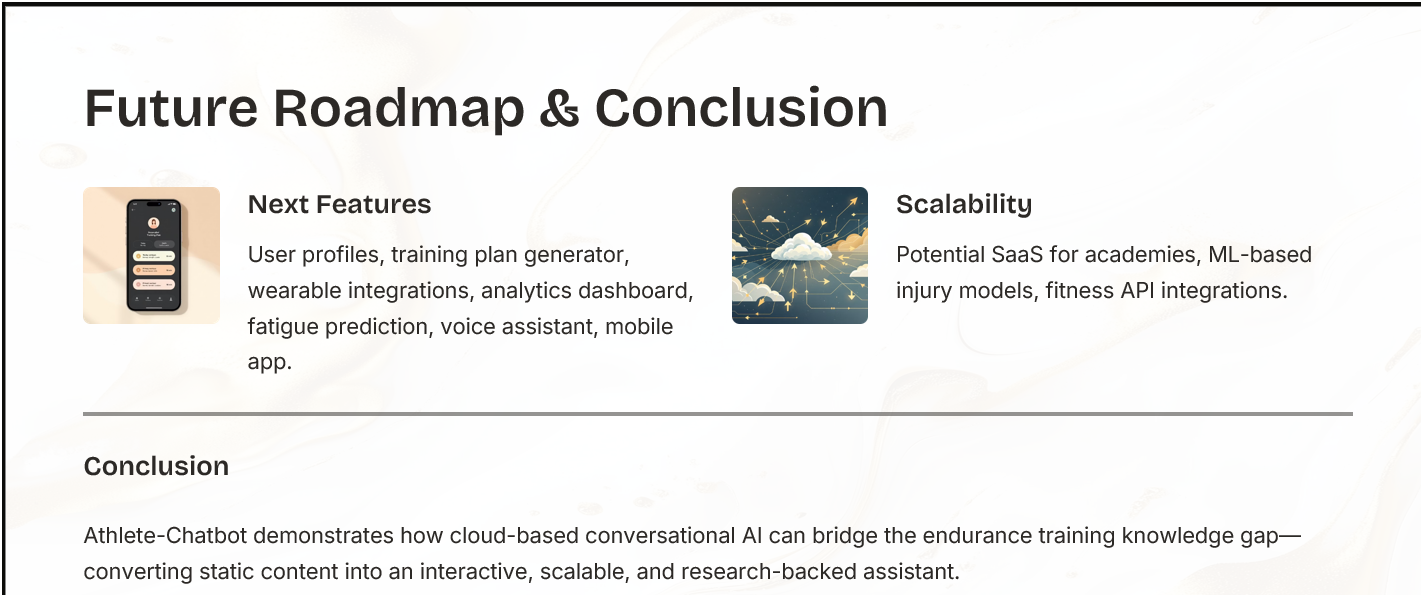 Future Roadmap & Conclusion
Next Features
User profiles, training plan generator,
wearable integrations, analytics dashboard,
fatigue prediction, voice assistant, mobile
app.
Scalability
Potential SaaS for academies, ML-based
injury models, fitness API integrations.
Conclusion
Athlete-Chatbot demonstrates how cloud-based conversational AI can bridge the endurance training knowledge gap—
converting static content into an interactive, scalable, and research-backed assistant.